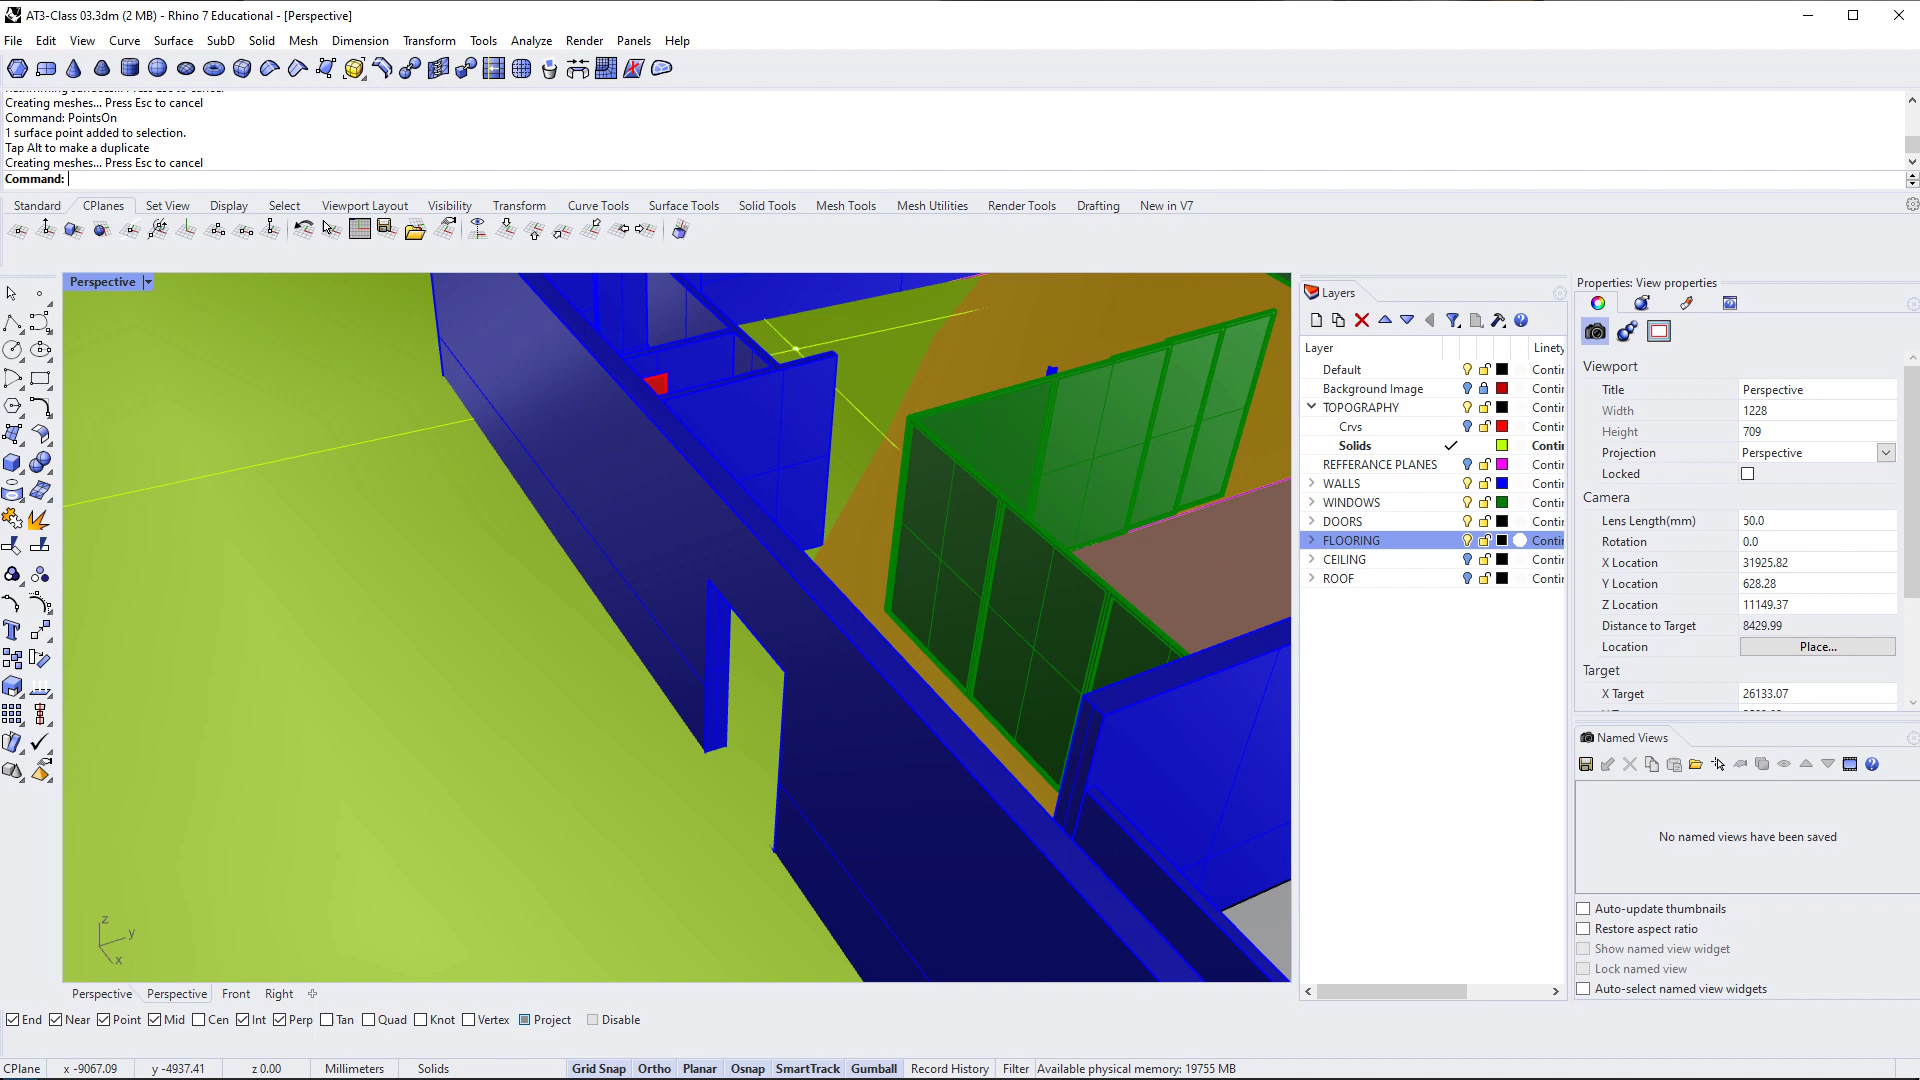 AT3-Class 03.3dm (2 MB) - Rhino 7 Educational - [Perspective]
File Edit View Curve Surface SubD Solid Mesh Dimension Transform Tools Analyze Render Panels Help
Creating meshes... Press Esc to cancel
Command: PointsOn
1 surface point added to selection.
Tap Alt to make a duplicate
Creating meshes... Press Esc to cancel
Command:
Standard CPlanes Set View Display Select Viewport Layout Visibility Transform Curve Tools Surface Tools Solid Tools Mesh Tools Mesh Utilities Render Tools Drafting New in V7
Perspective
z
y
x
Layers
Layer Linety
Default Contir
Background Image Contir
TOPOGRAPHY Contir
Crvs Contir
Solids Contir
REFFERANCE PLANES Contir
WALLS Contir
WINDOWS Contir
DOORS Contir
FLOORING Contir
CEILING Contir
ROOF Contir
Properties: View properties
Viewport
Title Perspective
Width 1228
Height 709
Projection Perspective
Locked
Camera
Lens Length(mm) 50.0
Rotation 0.0
X Location 31925.82
Y Location 628.28
Z Location 11149.37
Distance to Target 8429.99
Location Place...
Target
X Target 26133.07
Named Views
No named views have been saved
Auto-update thumbnails
Restore aspect ratio
Show named view widget
Lock named view
Auto-select named view widgets
Perspective Perspective Front Right
End Near Point Mid Cen Int Perp Tan Quad Knot Vertex Project Disable
CPlane x -9067.09 y -4937.41 z 0.00 Millimeters Solids Grid Snap Ortho Planar Osnap SmartTrack Gumball Record History Filter Available physical memory: 19755 MB